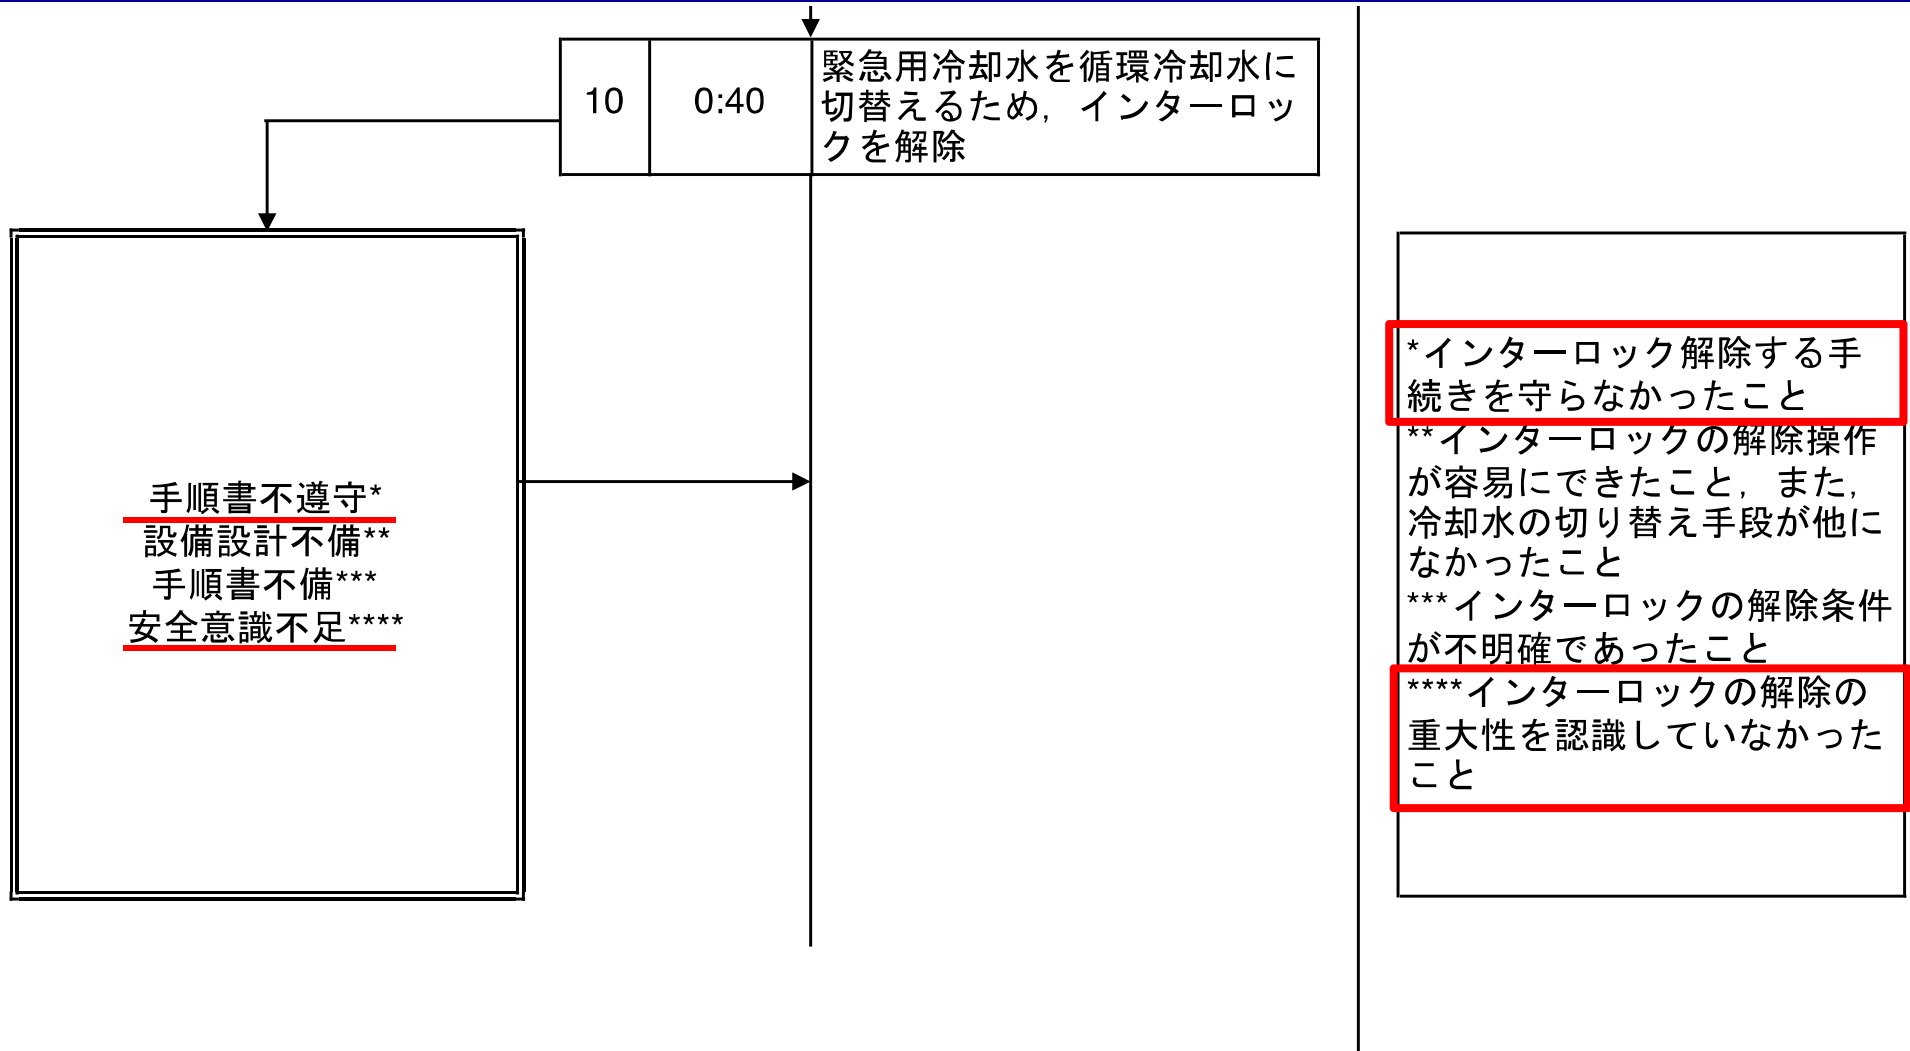 10
0:40
緊急用冷却水を循環冷却水に
切替えるため，インターロッ
クを解除
手順書不遵守*
設備設計不備**
手順書不備***
安全意識不足****
*インターロック解除する手
続きを守らなかったこと
**インターロックの解除操作
が容易にできたこと，また，
冷却水の切り替え手段が他に
なかったこと
***インターロックの解除条件
が不明確であったこと
****インターロックの解除の
重大性を認識していなかった
こと